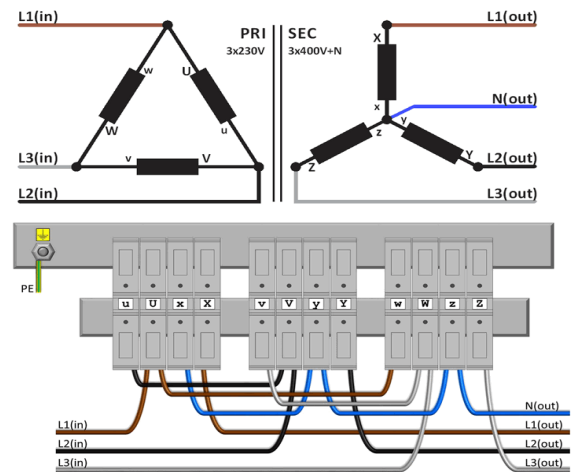 L1(in)
PRI
SEC
L1(out)
3x230V
3x400V+N
w
U
X
W
u
x
N(out)
L3(in)
v
V
z
y
Z
Y
L2(out)
L2(in)
L3(out)
PE
u U x X v V y Y w W z Z
N(out)
L1(in)
L1(out)
L2(in)
L2(out)
L3(in)
L3(out)